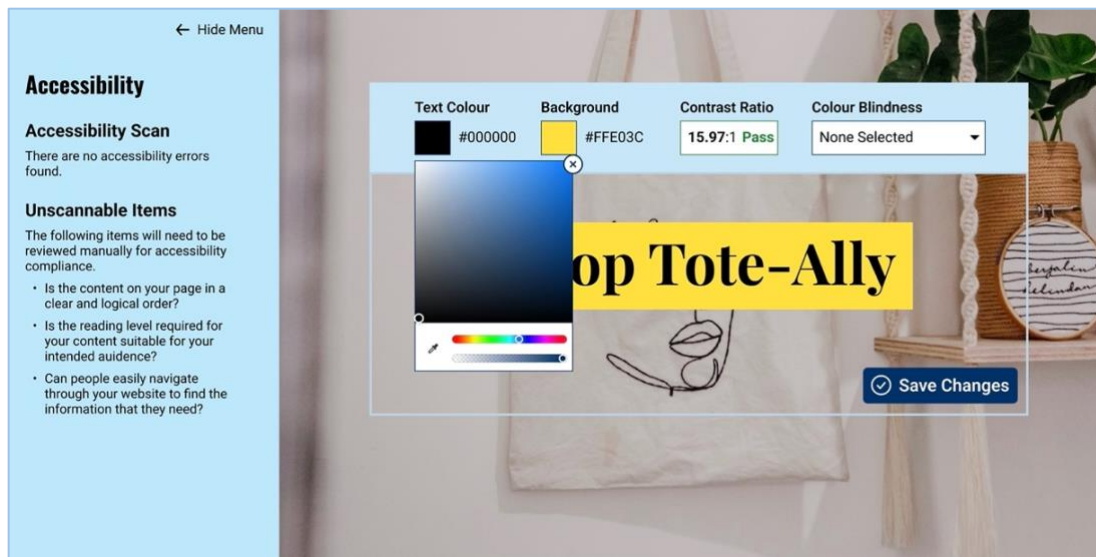 ← Hide Menu
Accessibility
Accessibility Scan
There are no accessibility errors
found.
Unscannable Items
The following items will need to be
reviewed manually for accessibility
compliance.
• Is the content on your page in a
clear and logical order?
• Is the reading level required for
your content suitable for your
intended auidence?
• Can people easily navigate
through your website to find the
information that they need?
Text Colour
#000000
Background
#FFE03C
Contrast Ratio
15.97:1 Pass
Colour Blindness
None Selected
op Tote-Ally
Save Changes